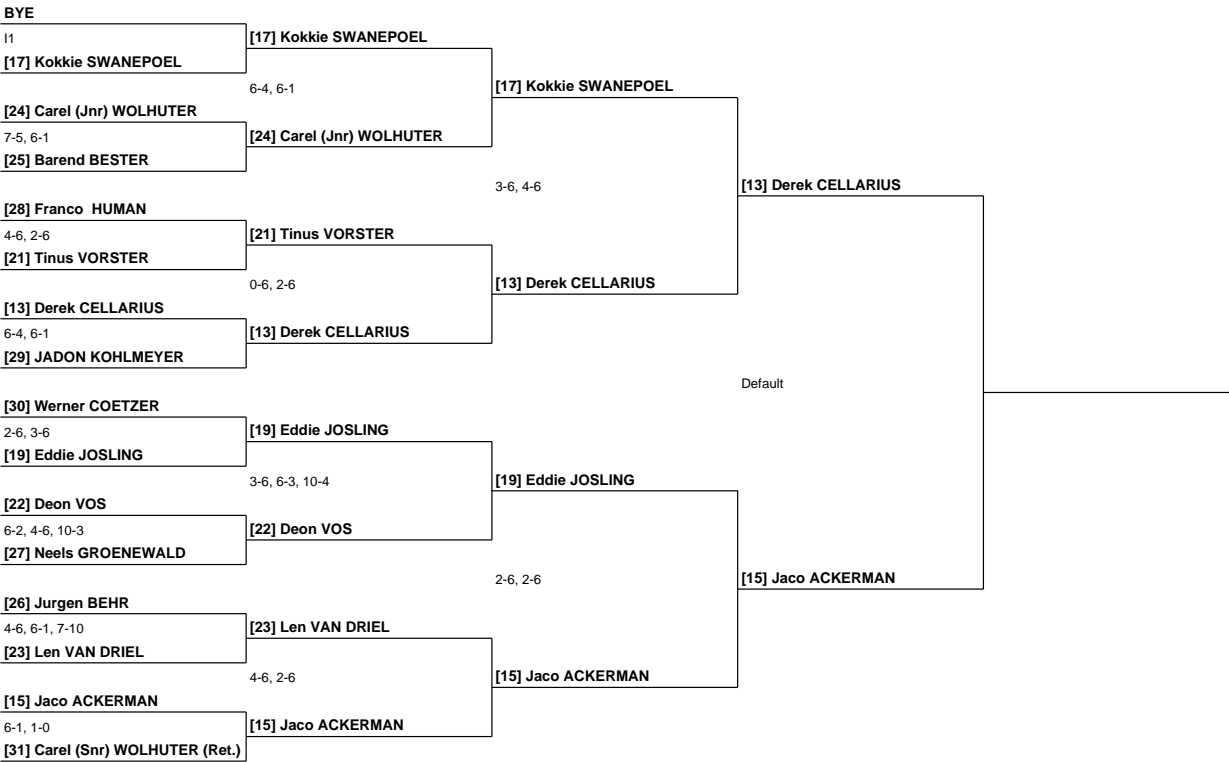 BYE
I1
[17] Kokkie SWANEPOEL
[17] Kokkie SWANEPOEL
6-4, 6-1
[17] Kokkie SWANEPOEL
[24] Carel (Jnr) WOLHUTER
7-5, 6-1
[24] Carel (Jnr) WOLHUTER
[25] Barend BESTER
3-6, 4-6
[13] Derek CELLARIUS
[28] Franco  HUMAN
4-6, 2-6
[21] Tinus VORSTER
[21] Tinus VORSTER
0-6, 2-6
[13] Derek CELLARIUS
[13] Derek CELLARIUS
6-4, 6-1
[13] Derek CELLARIUS
[29] JADON KOHLMEYER
Default
[30] Werner COETZER
2-6, 3-6
[19] Eddie JOSLING
[19] Eddie JOSLING
3-6, 6-3, 10-4
[19] Eddie JOSLING
[22] Deon VOS
6-2, 4-6, 10-3
[22] Deon VOS
[27] Neels GROENEWALD
2-6, 2-6
[15] Jaco ACKERMAN
[26] Jurgen BEHR
4-6, 6-1, 7-10
[23] Len VAN DRIEL
[23] Len VAN DRIEL
4-6, 2-6
[15] Jaco ACKERMAN
[15] Jaco ACKERMAN
6-1, 1-0
[15] Jaco ACKERMAN
[31] Carel (Snr) WOLHUTER (Ret.)